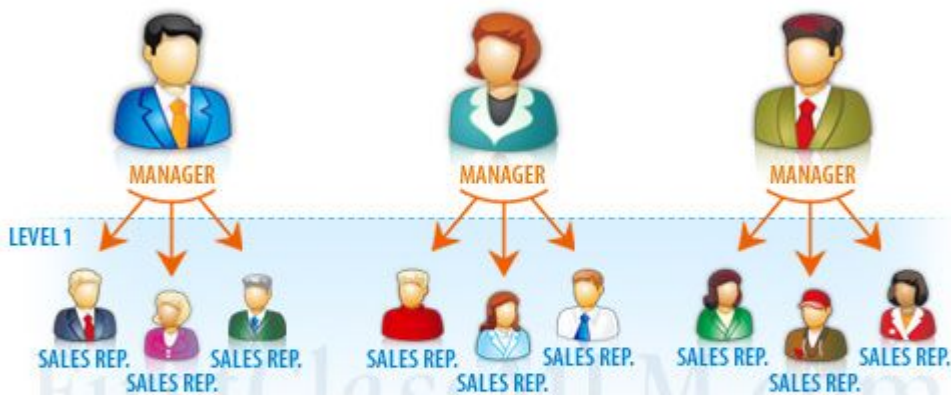 MANAGER MANAGER MANAGER
LEVEL 1
SALES REP. SALES REP. SALES REP. SALES REP. SALES REP. SALES REP.
SALES REP. SALES REP. SALES REP.